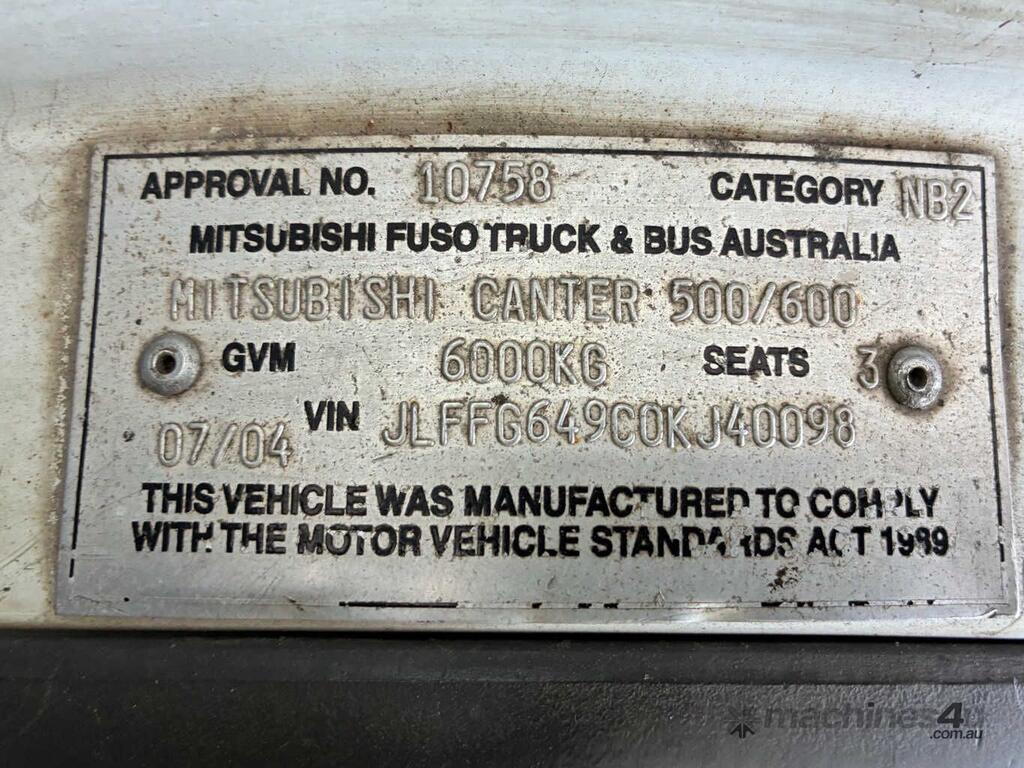 APPROVAL NO. 10758 CATEGORY NB2
MITSUBISHI FUSO TRUCK & BUS AUSTRALIA
MITSUBISHI CANTER 500/600
GVM 6000KG SEATS 3
07/04 VIN JLFFG649C0KJ40098
THIS VEHICLE WAS MANUFACTURED TO COMPLY
WITH THE MOTOR VEHICLE STANDARDS ACT 1989
machines4u
.com.au